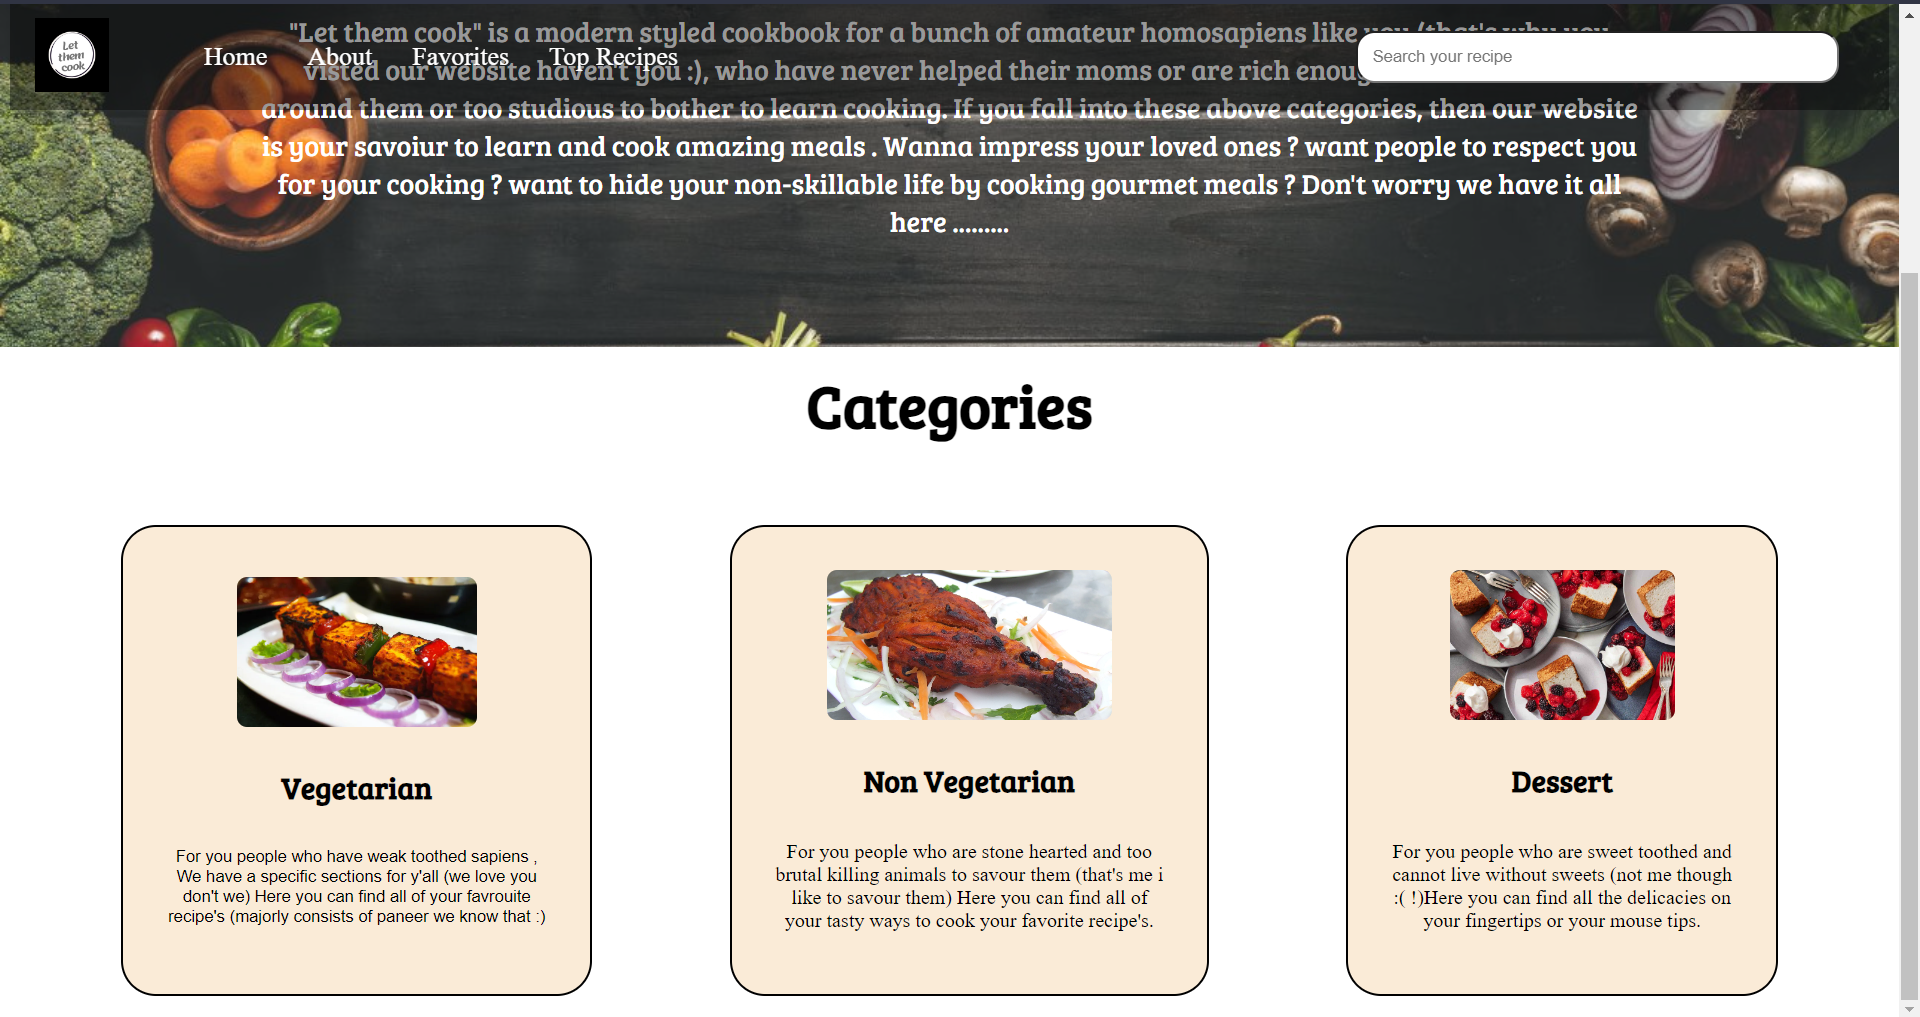 Let
them
cook
Home About Favorites Top Recipes
Search your recipe
"Let them cook" is a modern styled cookbook for a bunch of amateur homosapiens like you (that's why you
visted our website haven't you :), who have never helped their moms or are rich
around them or too studious to bother to learn cooking. If you fall into these above categories, then our website
is your savoiur to learn and cook amazing meals . Wanna impress your loved ones ? want people to respect you
for your cooking ? want to hide your non-skillable life by cooking gourmet meals ? Don't worry we have it all
here .........
Categories
Vegetarian
For you people who have weak toothed sapiens ,
We have a specific sections for y'all (we love you
don't we) Here you can find all of your favrouite
recipe's (majorly consists of paneer we know that :)
Non Vegetarian
For you people who are stone hearted and too
brutal killing animals to savour them (that's me i
like to savour them) Here you can find all of
your tasty ways to cook your favorite recipe's.
Dessert
For you people who are sweet toothed and
cannot live without sweets (not me though
:( !)Here you can find all the delicacies on
your fingertips or your mouse tips.